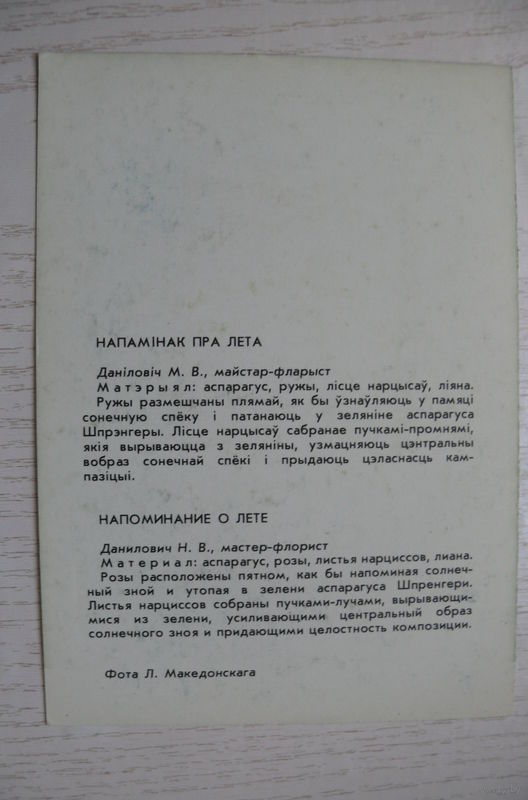 НАПАМІНАК ПРА ЛЕТА
Даніловіч М. В., майстар-фларыст
Матэрыял: аспарагус, ружы, лісце нарцысаў, ліяна.
Ружы размешчаны плямай, як бы ўзнаўляюць у памяці
сонечную спёку і патанаюць у зеляніне аспарагуса
Шпрэнгеры. Лісце нарцысаў сабранае пучкамі-промнямі,
якія вырываюцца з зеляніны, узмацняюць цэнтральны
вобраз сонечнай спёкі і прыдаюць цэласнасць кам-
пазіцыі.
НАПОМИНАНИЕ О ЛЕТЕ
Данилович Н. В., мастер-флорист
Материал: аспарагус, розы, листья нарциссов, лиана.
Розы расположены пятном, как бы напоминая солнеч-
ный зной и утопая в зелени аспарагуса Шпренгери.
Листья нарциссов собраны пучками-лучами, вырывающи-
мися из зелени, усиливающими центральный образ
солнечного зноя и придающими целостность композиции.
Фота Л. Македонскага